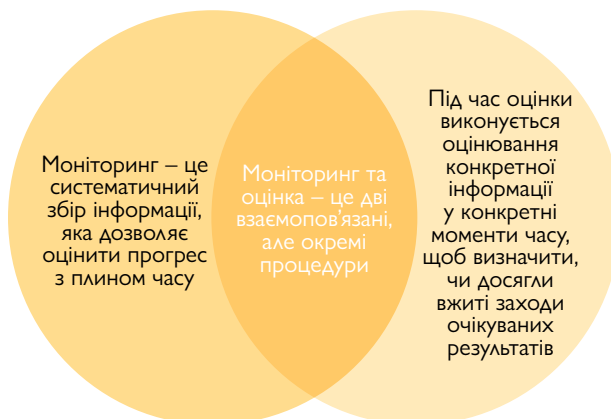 Моніторинг – це
систематичний
збір інформації,
яка дозволяє
оцінити прогрес
з плином часу
Моніторинг та
оцінка – це дві
взаємопов'язані,
але окремі
процедури
Під час оцінки
виконується
оцінювання
конкретної
інформації
у конкретні
моменти часу,
щоб визначити,
чи досягли
вжиті заходи
очікуваних
результатів